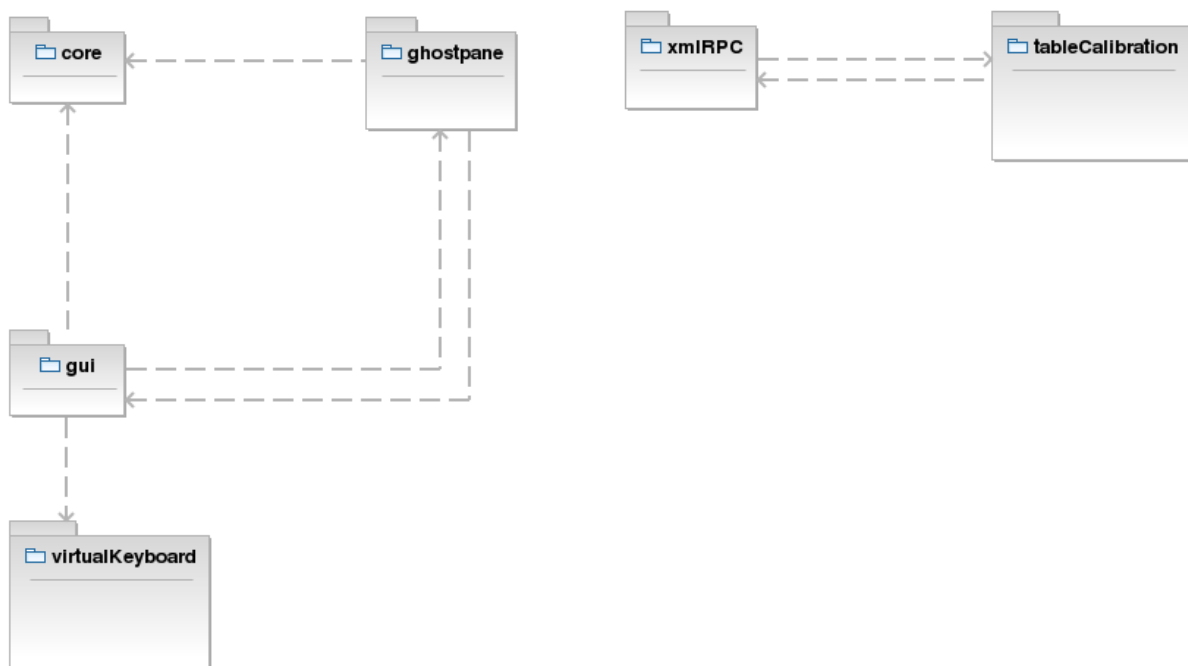 core
ghostpane
xmlRPC
tableCalibration
gui
virtualKeyboard